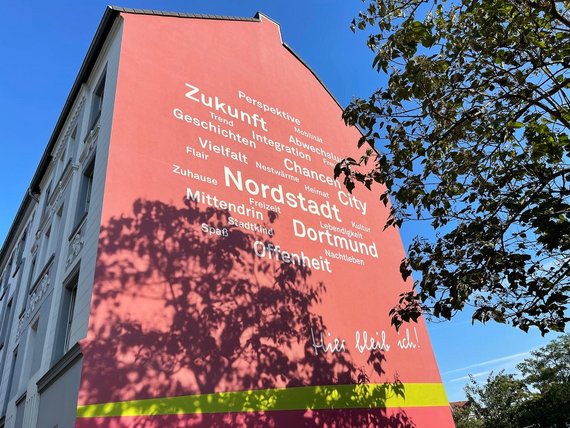 Perspektive
Zukunft
Mobilität
Trend
Geschichten
Integration
Abwechslung
Vielfalt
Flair
Nestwärme
Chancen
Zuhause
Nordstadt
Heimat
City
Mittendrin
Freizeit
Kultur
Stadtkind
Lebendigkeit
Spaß
Dortmund
Offenheit
Nachtleben
Hier bleib ich!